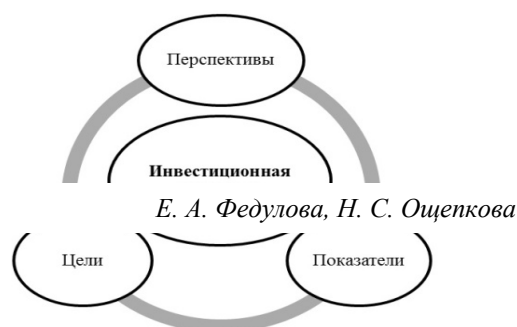 Перспективы
Инвестиционная
Е. А. Федулова, Н. С. Ощепкова
Цели
Показатели